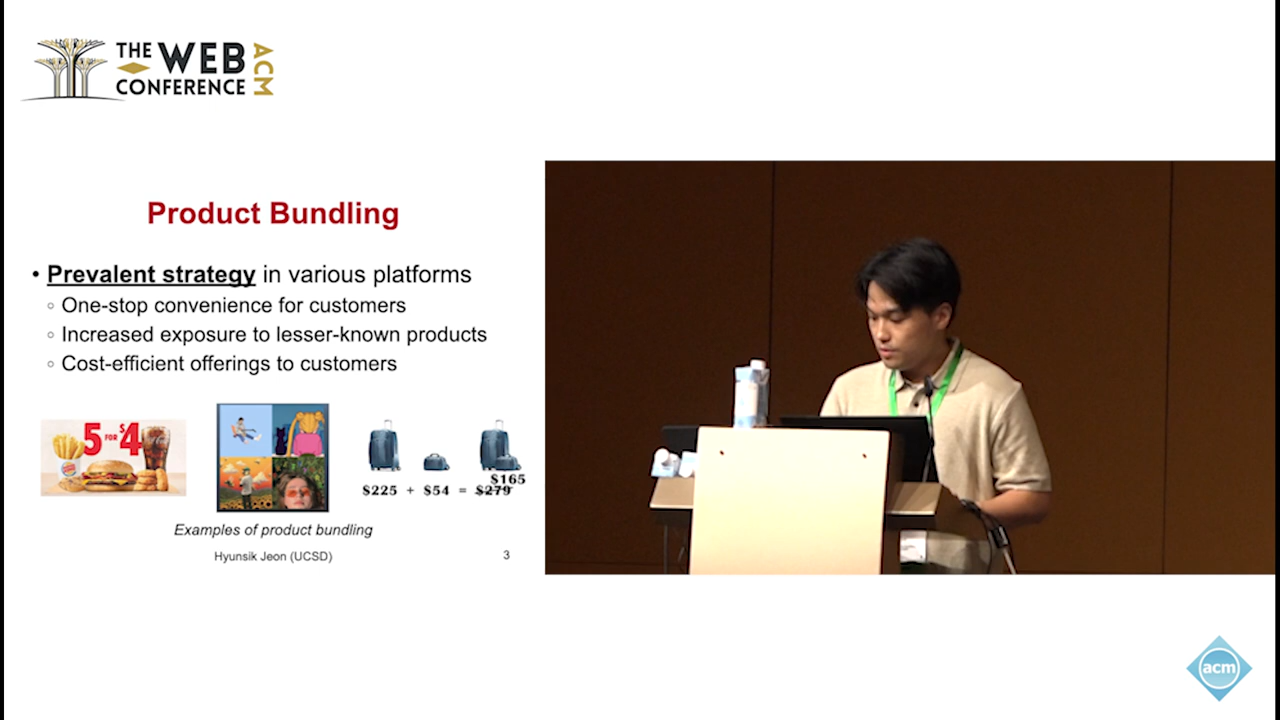 THE WEB
CONFERENCE
ACM
Product Bundling
• Prevalent strategy in various platforms
◦ One-stop convenience for customers
◦ Increased exposure to lesser-known products
◦ Cost-efficient offerings to customers
5 FOR $4
$165
$225 + $54 = $279
Examples of product bundling
Hyunsik Jeon (UCSD)
3
acm